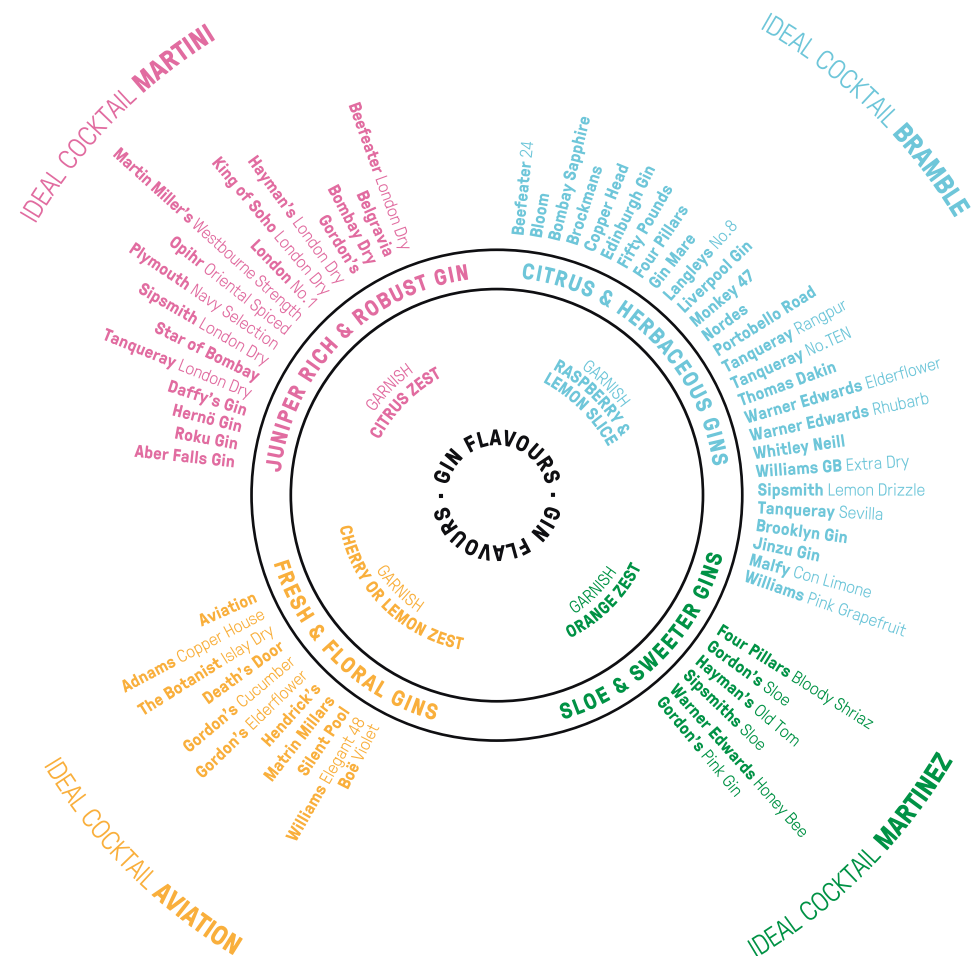 IDEAL COCKTAIL MARTINI
IDEAL COCKTAIL BRAMBLE
Beefeater London Dry
Belgravia
Bombay Dry
Gordon's
Hayman's London Dry
King of Soho London Dry
London No. 1
Martin Miller's Westbourne Strength
Opihr Oriental Spiced
Plymouth Navy Selection
Sipsmith London Dry
Star of Bombay
Tanqueray London Dry
Daffy's Gin
Hernö Gin
Roku Gin
Aber Falls Gin
Beefeater 24
Bloom
Bombay Sapphire
Brockmans
Copper Head
Edinburgh Gin
Fifty Pounds
Four Pillars
Gin Mare
Langleys No.8
Liverpool Gin
Monkey 47
Nordes
Portobello Road
Tanqueray Rangpur
Tanqueray No.TEN
Thomas Dakin
Warner Edwards Elderflower
Warner Edwards Rhubarb
Whitley Neill
Williams GB Extra Dry
Sipsmith Lemon Drizzle
Tanqueray Sevilla
Brooklyn Gin
Jinzu Gin
Malfy Con Limone
Williams Pink Grapefruit
JUNIPER RICH & ROBUST GIN
CITRUS & HERBACEOUS GINS
GARNISH
CITRUS ZEST
GARNISH
RASPBERRY &
LEMON SLICE
GIN FLAVOURS · GIN FLAVOURS ·
GARNISH
CHERRY OR LEMON ZEST
GARNISH
ORANGE ZEST
FRESH & FLORAL GINS
SLOE & SWEETER GINS
Aviation
Adnams Copper House
The Botanist Islay Dry
Death's Door
Gordon's Cucumber
Gordon's Elderflower
Hendrick's
Matrin Millars
Silent Pool
Williams Elegant 48
Boë Violet
Four Pillars Bloody Shriaz
Gordon's Sloe
Hayman's Old Tom
Sipsmiths Sloe
Warner Edwards Honey Bee
Gordon's Pink Gin
IDEAL COCKTAIL AVIATION
IDEAL COCKTAIL MARTINEZ